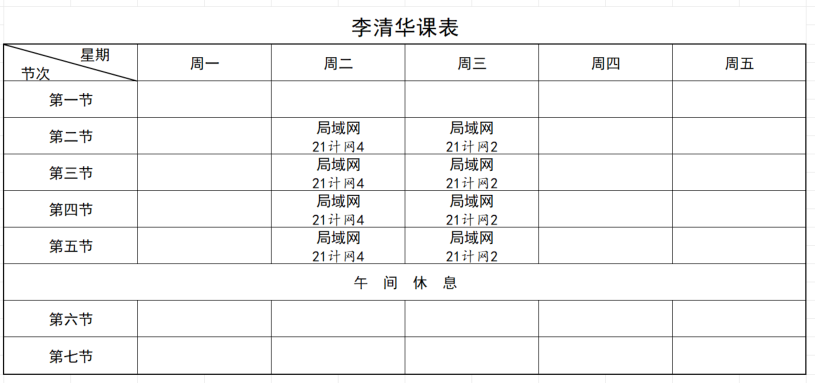 李清华课表
星期
节次
周一 周二 周三 周四 周五
第一节
第二节 局域网 局域网
21计网4 21计网2
第三节 局域网 局域网
21计网4 21计网2
第四节 局域网 局域网
21计网4 21计网2
第五节 局域网 局域网
21计网4 21计网2
午 间 休 息
第六节
第七节